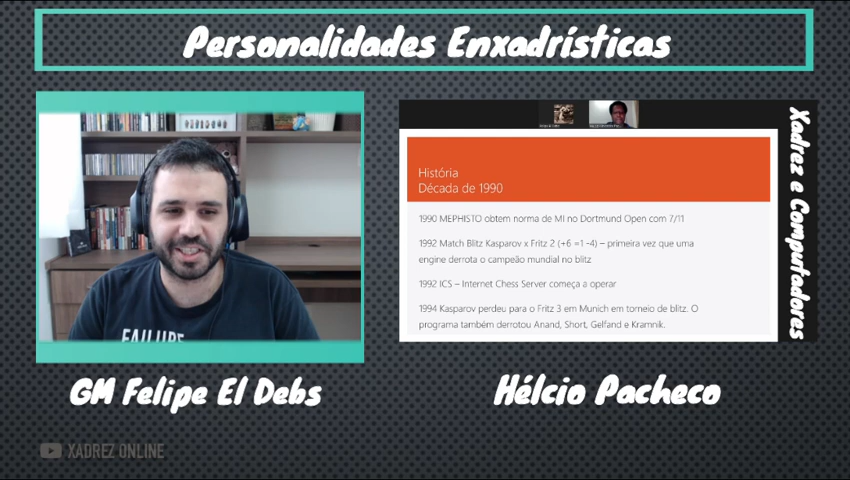 Personalidades Enxadrísticas
História
Década de 1990
1990 MEPHISTO obtem norma de MI no Dortmund Open com 7/11
1992 Match Blitz Kasparov x Fritz 2 (+6 =1 -4) – primeira vez que uma
engine derrota o campeão mundial no blitz
1992 ICS – Internet Chess Server começa a operar
1994 Kasparov perdeu para o Fritz 3 em Munich em torneio de blitz. O
programa também derrotou Anand, Short, Gelfand e Kramnik.
Xadrez e Computadores
FAILURE
GM Felipe El Debs
Hélcio Pacheco
XADREZ ONLINE